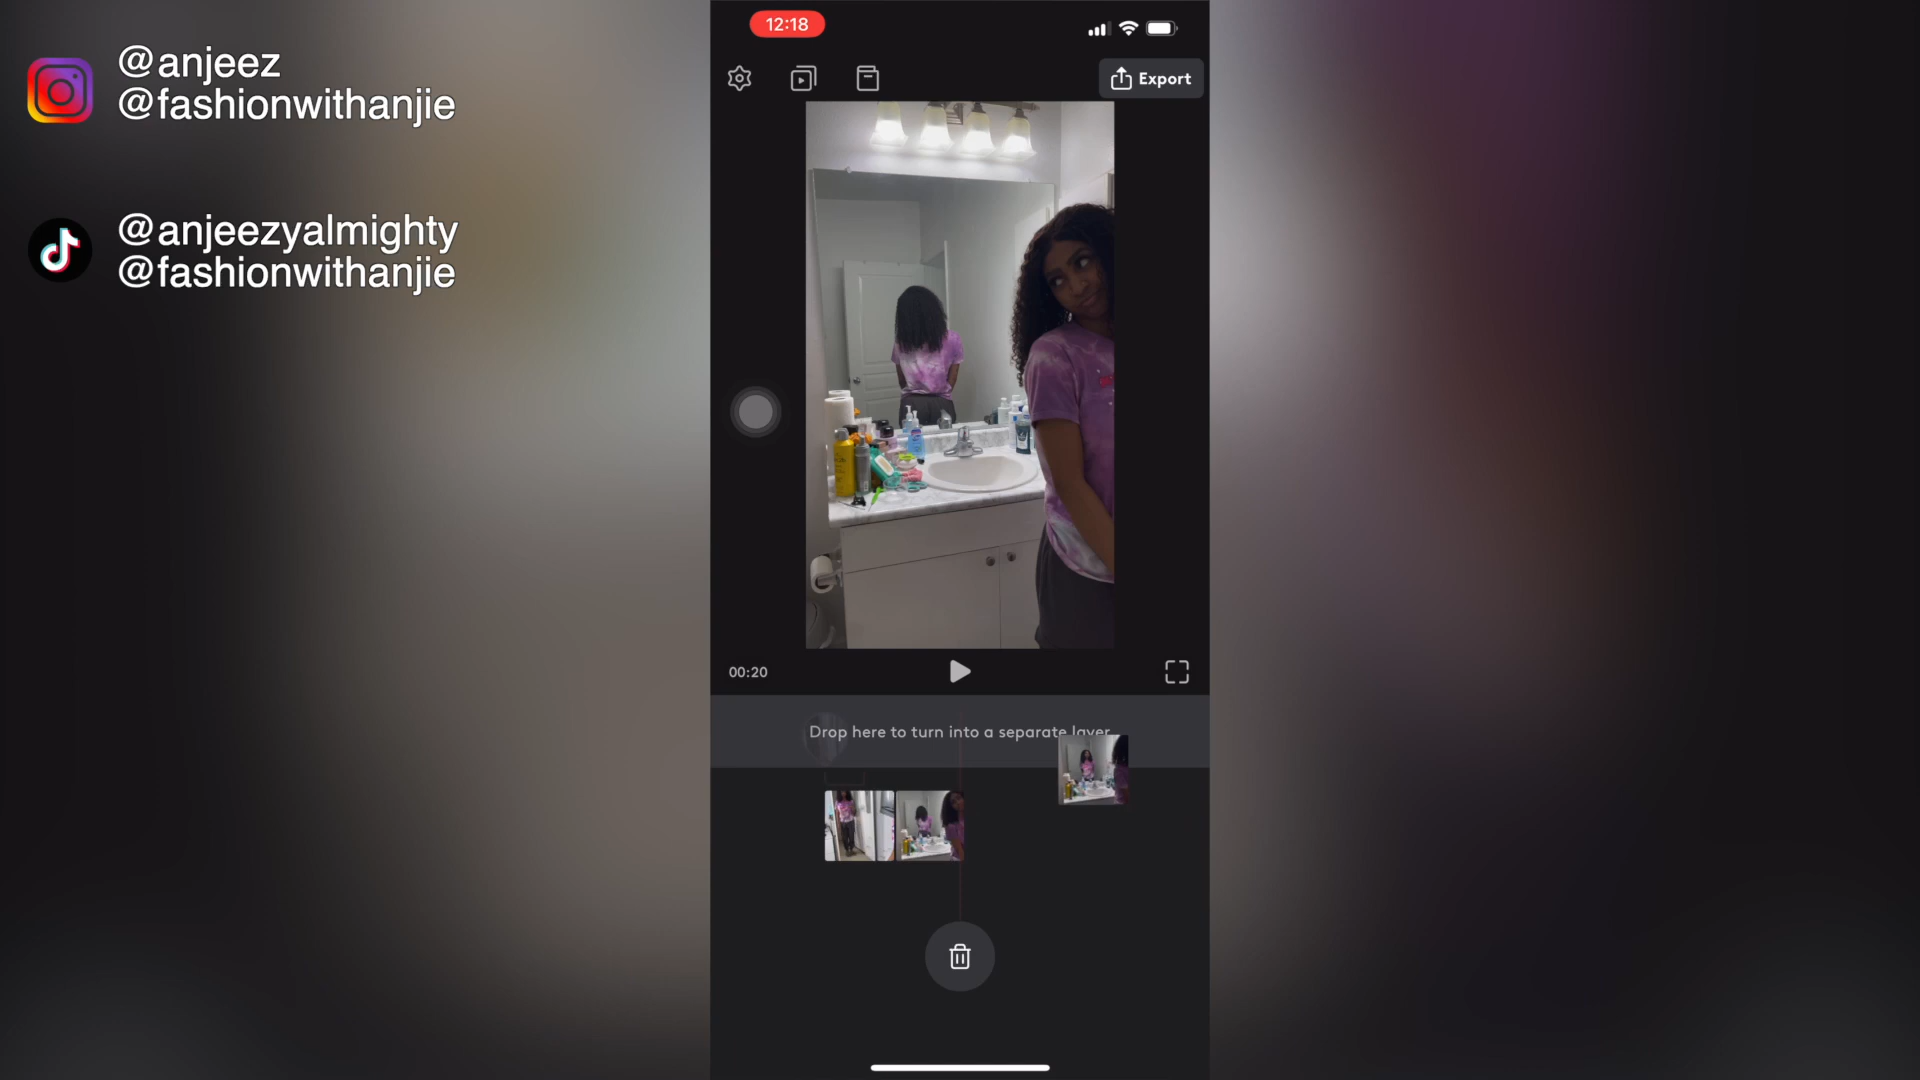 @anjeez
@fashionwithanjie
@anjeezyalmighty
@fashionwithanjie
12:18
Export
00:20
Drop here to turn into a separate layer